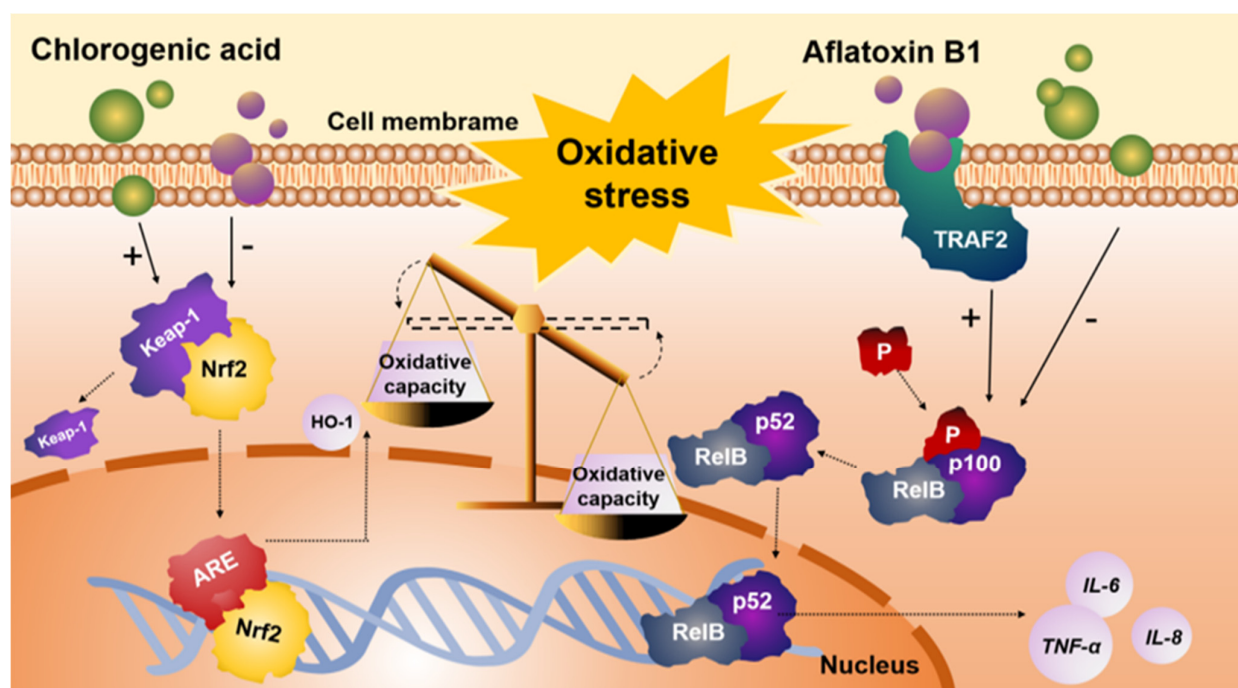 Chlorogenic acid
Aflatoxin B1
Cell membrame
Oxidative
stress
TRAF2
+
-
+
-
Keap-1
Nrf2
Keap-1
HO-1
Oxidative
capacity
Oxidative
capacity
P
P
p100
RelB
p52
RelB
ARE
Nrf2
p52
RelB
Nucleus
IL-6
TNF-α
IL-8